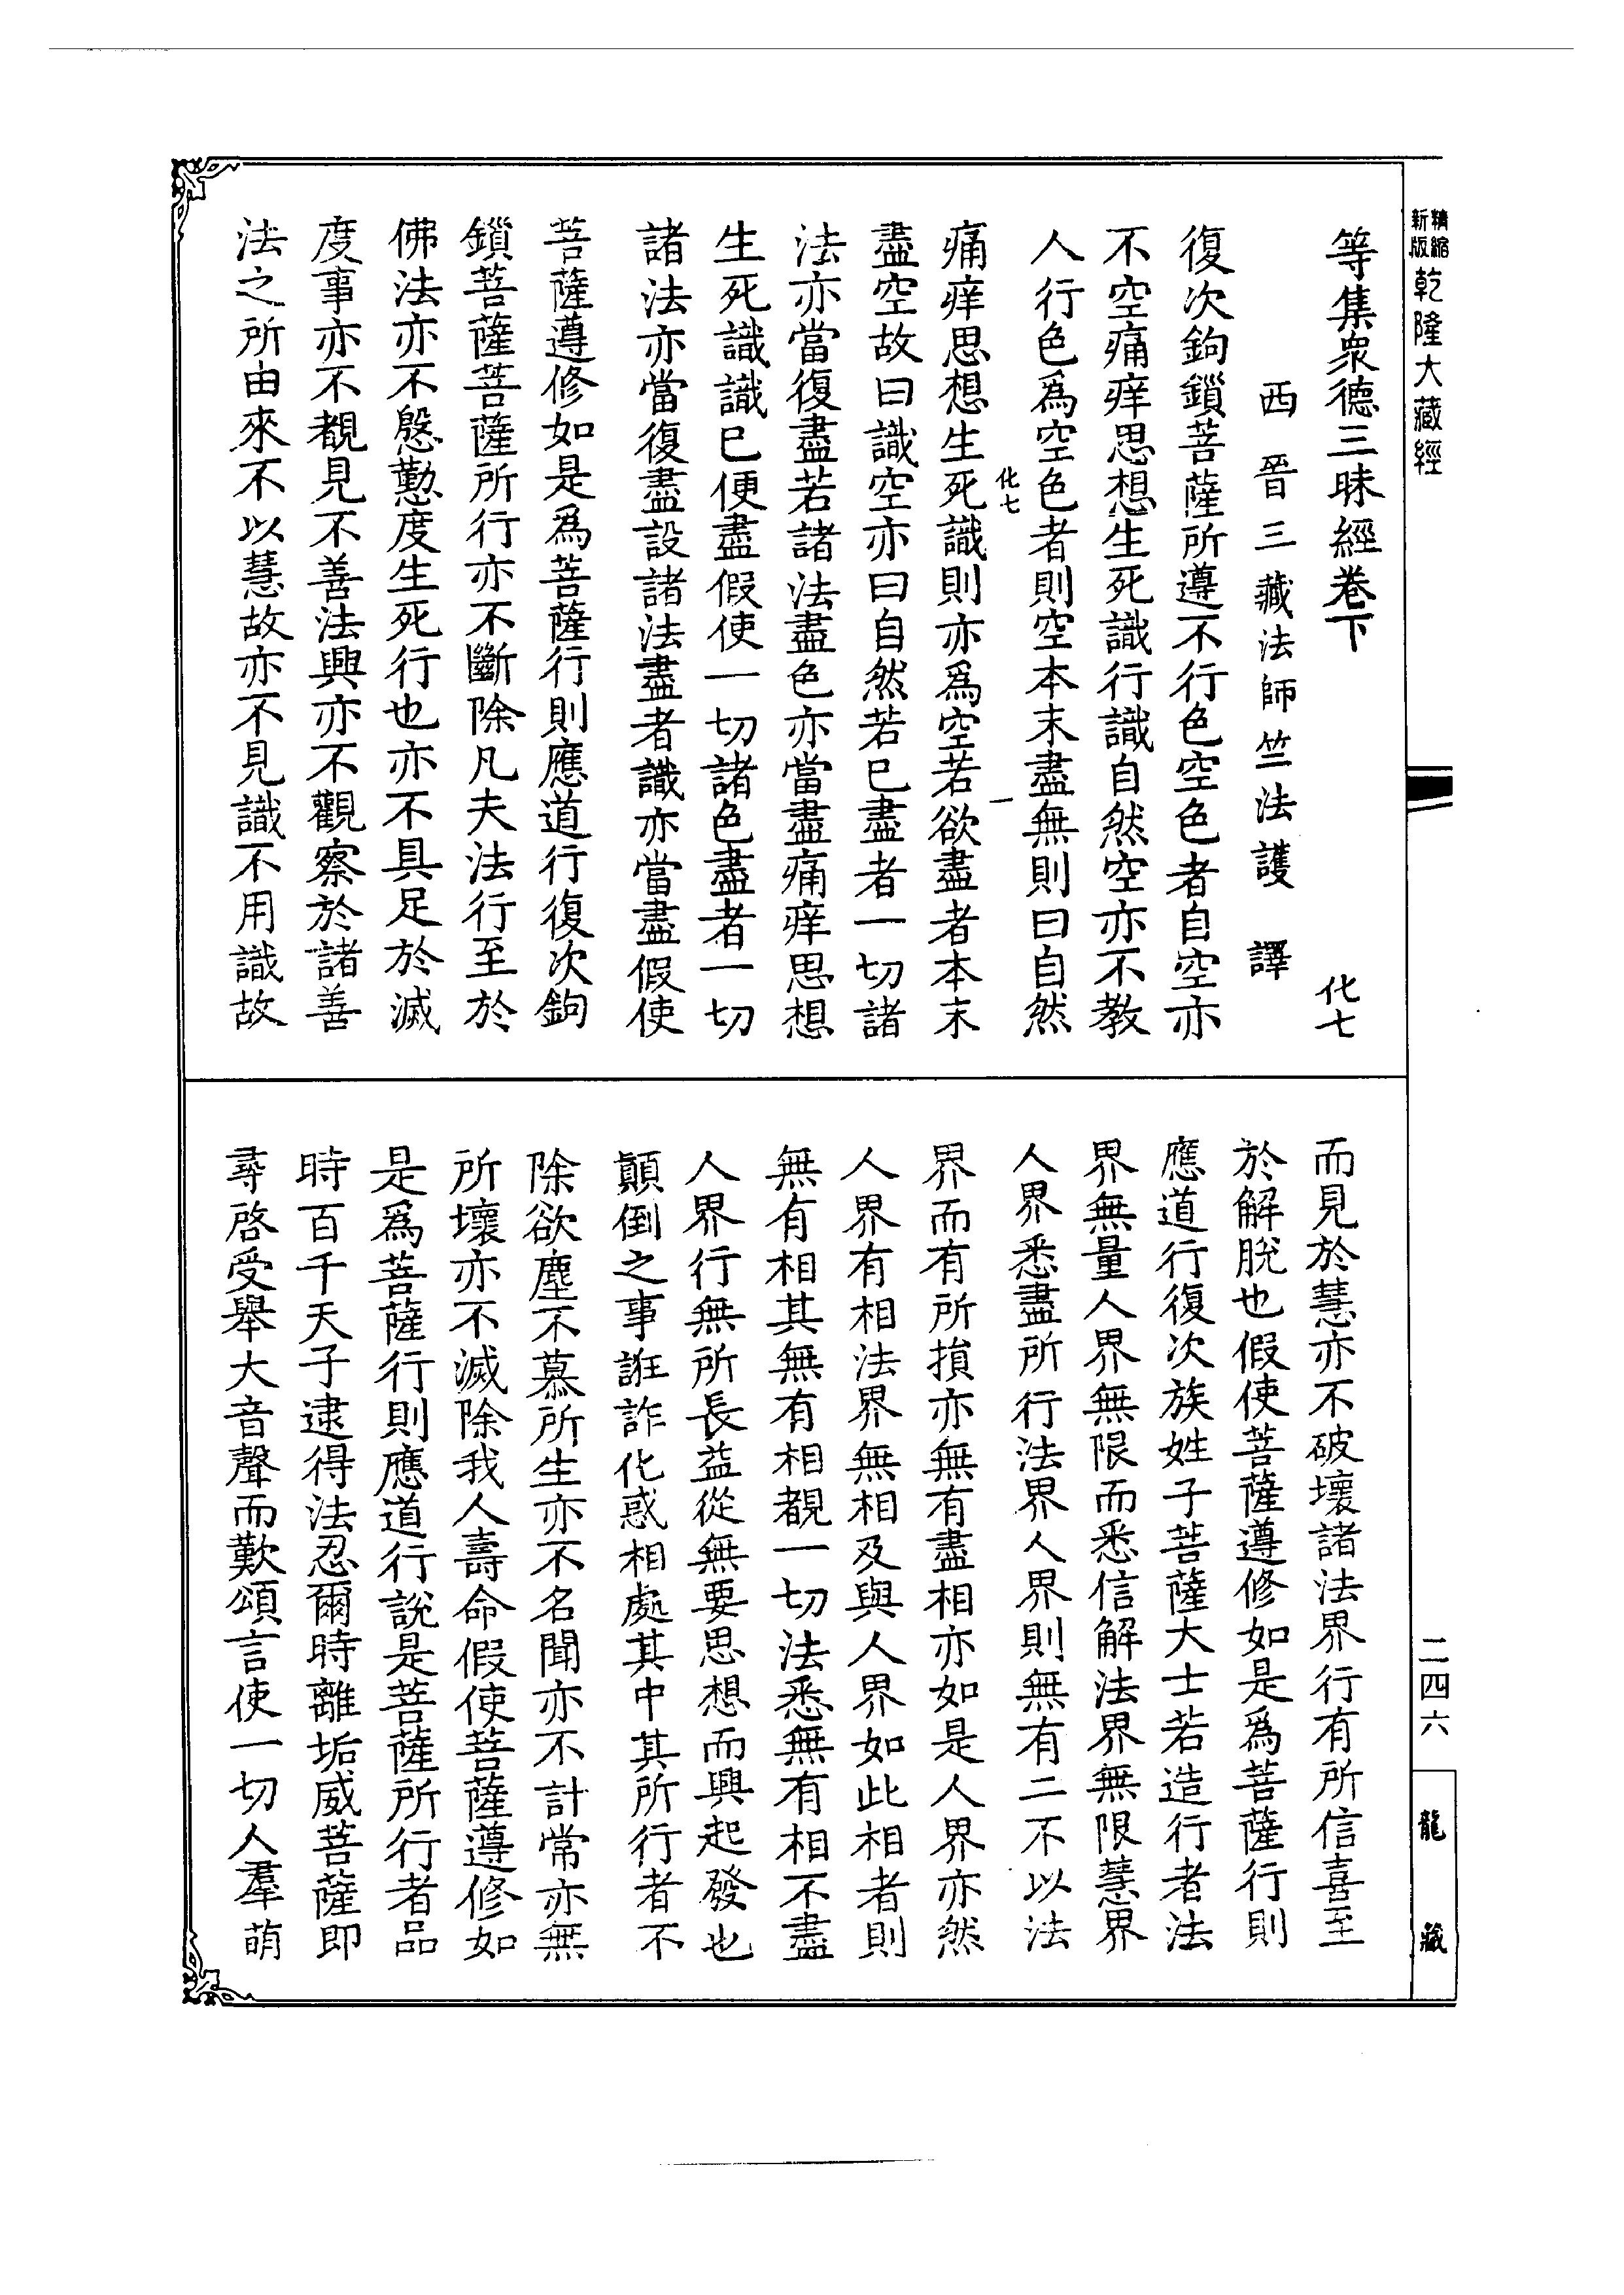 精縮新版乾隆大藏經
等集衆德三昧經卷下　化七
西晉三藏法師竺法護　譯
復次鉤鎖菩薩所遵不行色空色者自空亦
不空痛痒思想生死識行識自然空亦不教
人行色爲空色者則空本末盡無則曰自然
化七
一
痛痒思想生死識則亦爲空若欲盡者本末
盡空故曰識空亦曰自然若已盡者一切諸
法亦當復盡若諸法盡色亦當盡痛痒思想
生死識識已便盡假使一切諸色盡者一切
諸法亦當復盡設諸法盡者識亦當盡假使
菩薩遵修如是爲菩薩行則應道行復次鉤
鎖菩薩菩薩所行亦不斷除凡夫法行至於
佛法亦不慇懃度生死行也亦不具足於滅
度事亦不覩見不善法興亦不觀察於諸善
法之所由來不以慧故亦不見識不用識故
而見於慧亦不破壞諸法界行有所信喜至
於解脫也假使菩薩遵修如是爲菩薩行則
應道行復次族姓子菩薩大士若造行者法
界無量人界無限而悉信解法界無限慧界
人界悉盡所行法界人界則無有二不以法
界而有所損亦無有盡相亦如是人界亦然
人界有相法界無相及與人界如此相者則
無有相其無有相覩一切法悉無有相不盡
人界行無所長益從無要思想而興起發也
顚倒之事誑詐化惑相處其中其所行者不
除欲塵不慕所生亦不名聞亦不計常亦無
所壞亦不滅除我人壽命假使菩薩遵修如
是爲菩薩行則應道行說是菩薩所行者品
時百千天子逮得法忍爾時離垢威菩薩即
尋啓受舉大音聲而歎頌言使一切人羣萌
二四六
龍藏